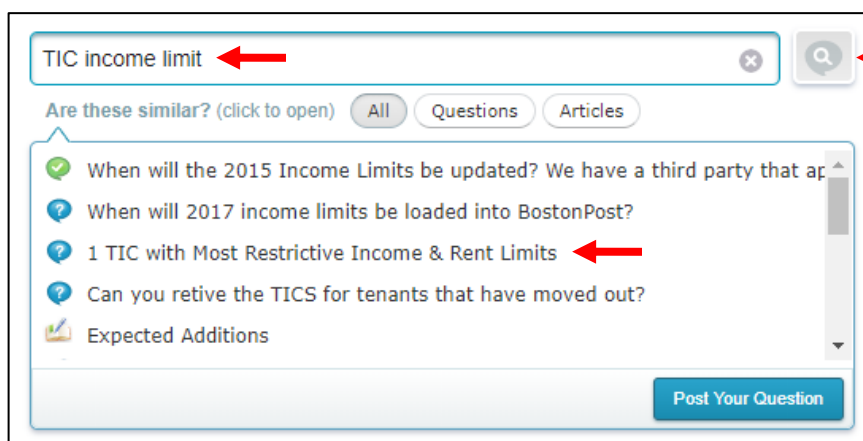 TIC income limit
Are these similar? (click to open) All Questions Articles
When will the 2015 Income Limits be updated? We have a third party that ap
When will 2017 income limits be loaded into BostonPost?
1 TIC with Most Restrictive Income & Rent Limits
Can you retive the TICS for tenants that have moved out?
Expected Additions
Post Your Question